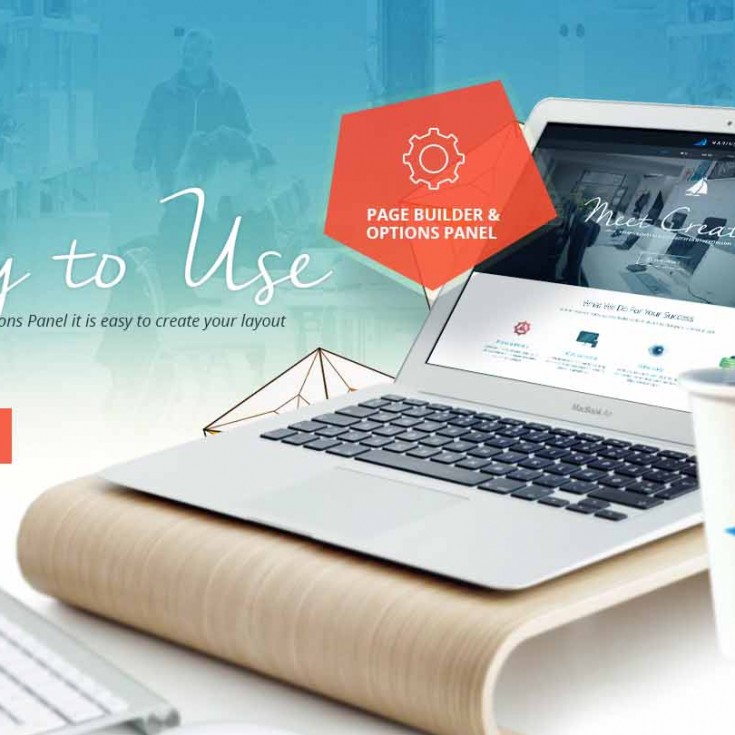 y to Use
ons Panel it is easy to create your layout
PAGE BUILDER &
OPTIONS PANEL
Meet Creat
What We Do For Your Success
MacBook Air